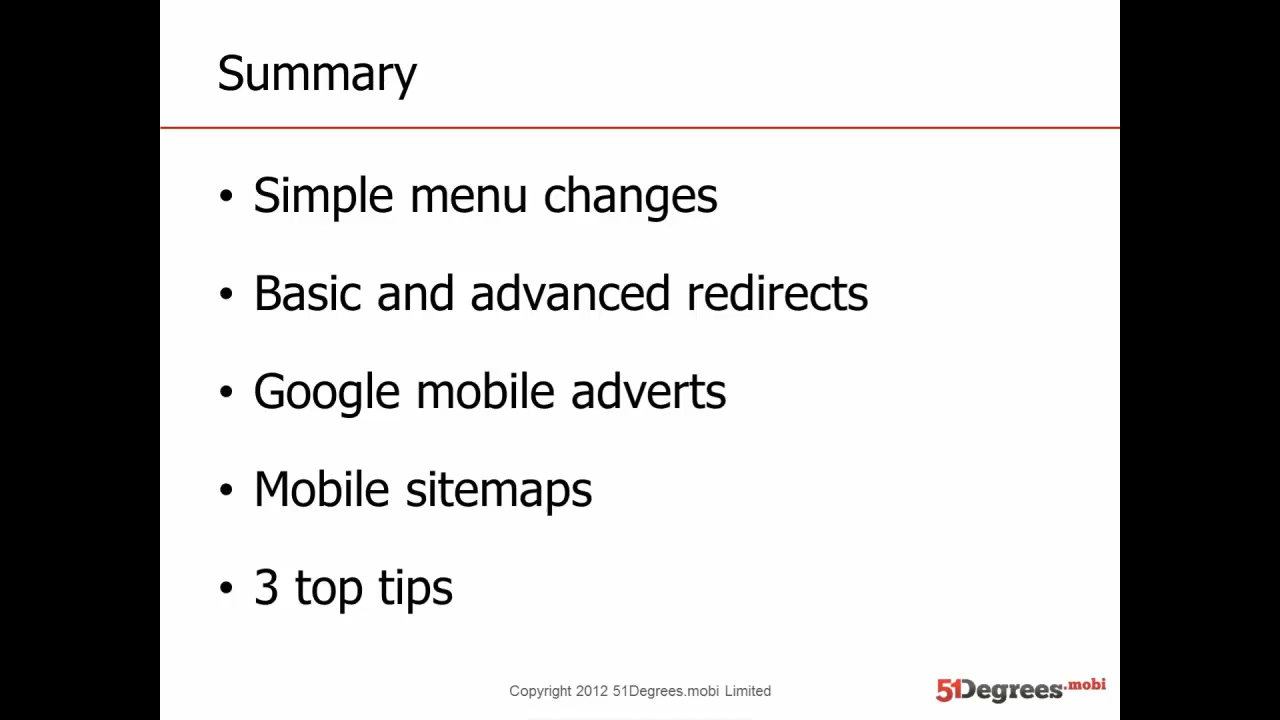 Summary
• Simple menu changes
• Basic and advanced redirects
• Google mobile adverts
• Mobile sitemaps
• 3 top tips
Copyright 2012 51Degrees.mobi Limited
51Degrees.mobi